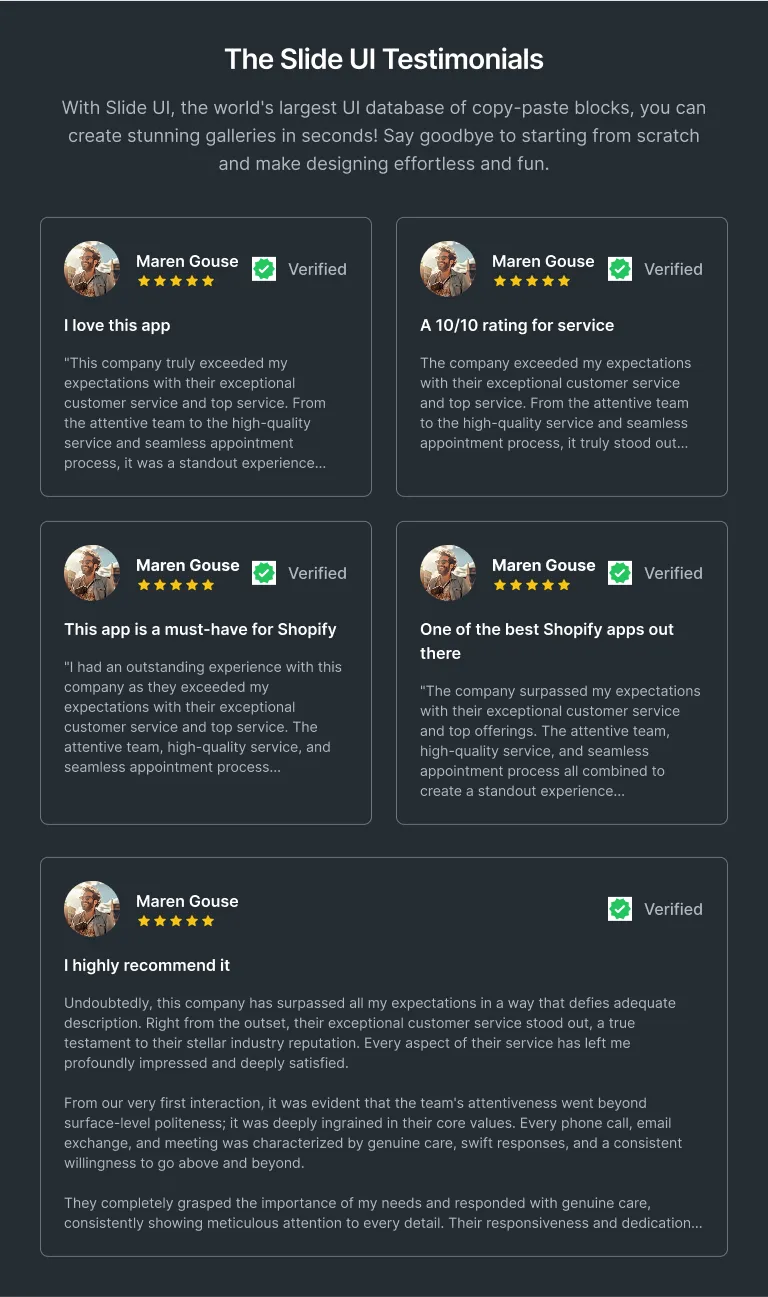 The Slide UI Testimonials
With Slide UI, the world's largest UI database of copy-paste blocks, you can
create stunning galleries in seconds! Say goodbye to starting from scratch
and make designing effortless and fun.
Maren Gouse
Verified
I love this app
"This company truly exceeded my
expectations with their exceptional
customer service and top service. From
the attentive team to the high-quality
service and seamless appointment
process, it was a standout experience...
Maren Gouse
Verified
A 10/10 rating for service
The company exceeded my expectations
with their exceptional customer service
and top service. From the attentive team
to the high-quality service and seamless
appointment process, it truly stood out...
Maren Gouse
Verified
This app is a must-have for Shopify
"I had an outstanding experience with this
company as they exceeded my
expectations with their exceptional
customer service and top service. The
attentive team, high-quality service, and
seamless appointment process...
Maren Gouse
Verified
One of the best Shopify apps out
there
"The company surpassed my expectations
with their exceptional customer service
and top offerings. The attentive team,
high-quality service, and seamless
appointment process all combined to
create a standout experience...
Maren Gouse
Verified
I highly recommend it
Undoubtedly, this company has surpassed all my expectations in a way that defies adequate
description. Right from the outset, their exceptional customer service stood out, a true
testament to their stellar industry reputation. Every aspect of their service has left me
profoundly impressed and deeply satisfied.
From our very first interaction, it was evident that the team's attentiveness went beyond
surface-level politeness; it was deeply ingrained in their core values. Every phone call, email
exchange, and meeting was characterized by genuine care, swift responses, and a consistent
willingness to go above and beyond.
They completely grasped the importance of my needs and responded with genuine care,
consistently showing meticulous attention to every detail. Their responsiveness and dedication...